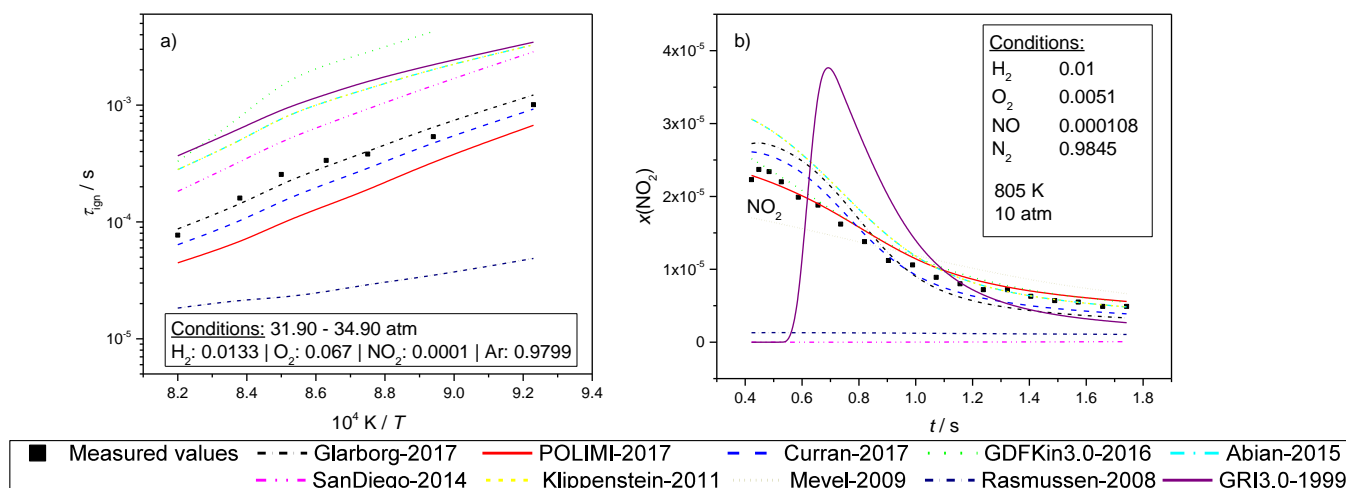 a)
τign / s
10⁻³
10⁻⁴
10⁻⁵
Conditions: 31.90 - 34.90 atm
H₂: 0.0133 | O₂: 0.067 | NO₂: 0.0001 | Ar: 0.9799
8.2 8.4 8.6 8.8 9.0 9.2 9.4
10⁴ K / T
b)
x(NO₂)
4x10⁻⁵
3x10⁻⁵
2x10⁻⁵
1x10⁻⁵
0
NO₂
Conditions:
H₂ 0.01
O₂ 0.0051
NO 0.000108
N₂ 0.9845
805 K
10 atm
0.4 0.6 0.8 1.0 1.2 1.4 1.6 1.8
t / s
Measured values Glarborg-2017 POLIMI-2017 Curran-2017 GDFKin3.0-2016 Abian-2015
SanDiego-2014 Klippenstein-2011 Mevel-2009 Rasmussen-2008 GRI3.0-1999